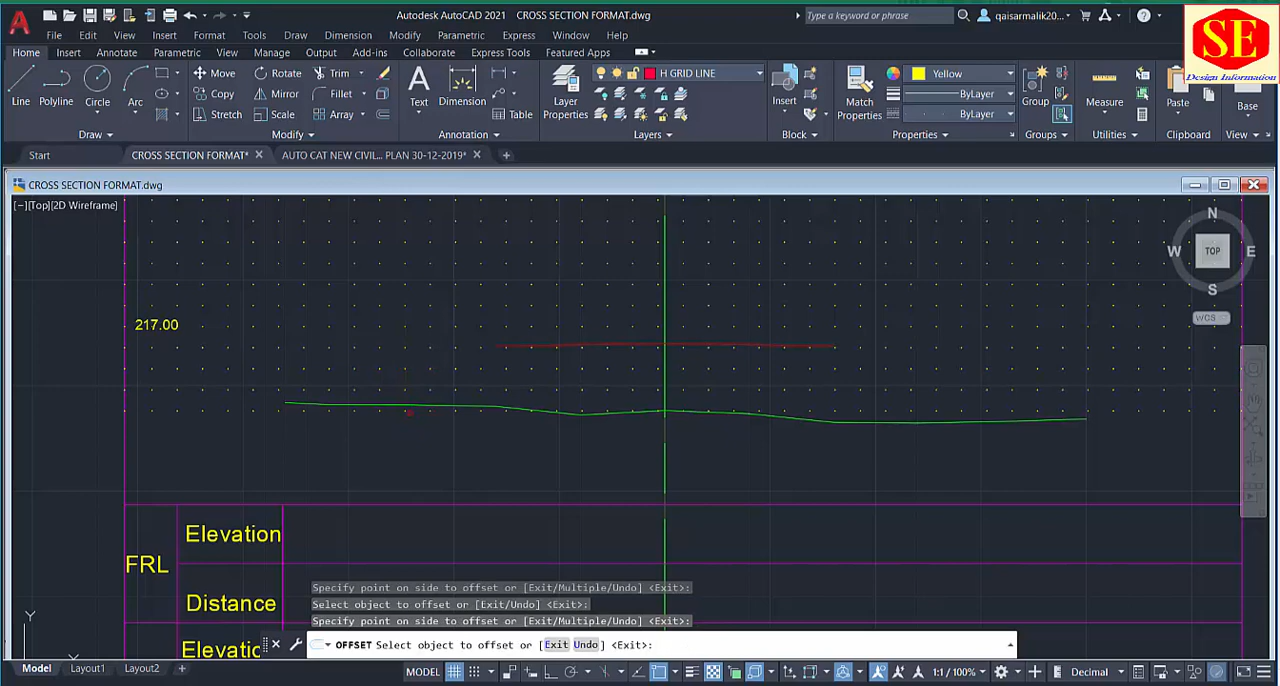 Autodesk AutoCAD 2021 CROSS SECTION FORMAT.dwg
Type a keyword or phrase
qaisarmalik20...
File Edit View Insert Format Tools Draw Dimension Modify Parametric Express Window Help
SE
Design Information
Home Insert Annotate Parametric View Manage Output Add-ins Collaborate Express Tools Featured Apps
Line Polyline Circle Arc
Move Rotate Trim
Copy Mirror Fillet
Stretch Scale Array
Text Dimension Table
Layer Properties
H GRID LINE
Insert
Match Properties
Yellow
ByLayer
ByLayer
Group
Measure
Paste
Base
Draw Modify Annotation Layers Block Properties Groups Utilities Clipboard View
Start CROSS SECTION FORMAT* AUTO CAT NEW CIVIL... PLAN 30-12-2019*
CROSS SECTION FORMAT.dwg
[−][Top][2D Wireframe]
N
W TOP E
S
WCS
217.00
Elevation
FRL
Distance
Elevatic
Specify point on side to offset or [Exit/Multiple/Undo] <Exit>:
Select object to offset or [Exit/Undo] <Exit>:
Specify point on side to offset or [Exit/Multiple/Undo] <Exit>:
OFFSET Select object to offset or [Exit Undo] <Exit>:
Y
Model Layout1 Layout2 +
MODEL 1:1 / 100% Decimal